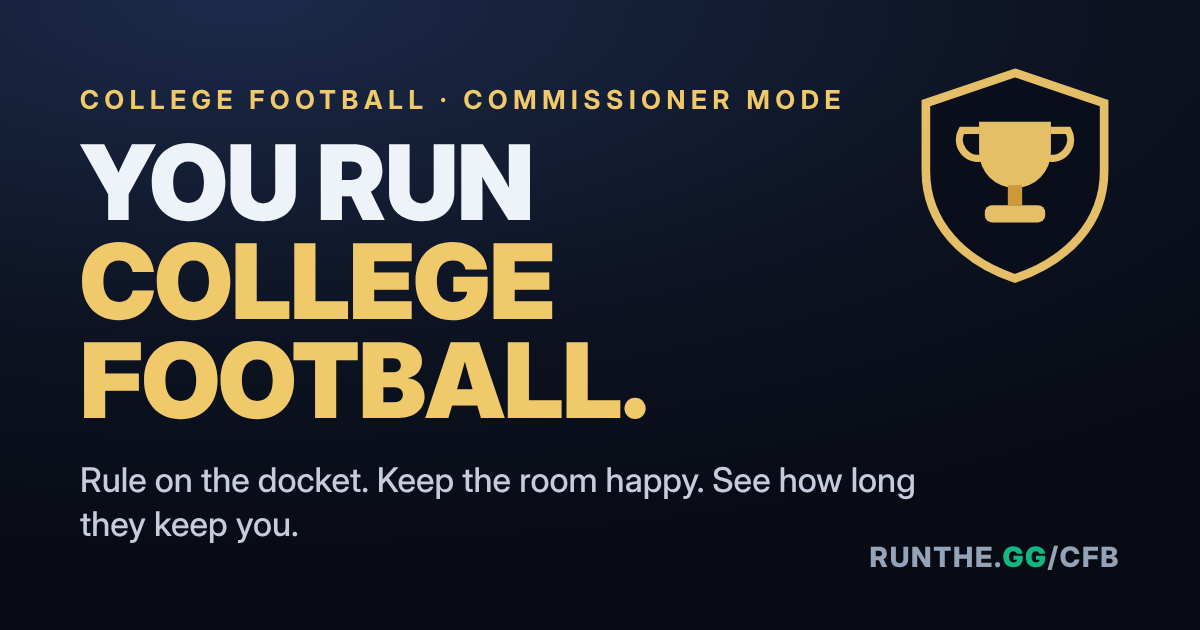 COLLEGE FOOTBALL · COMMISSIONER MODE
YOU RUN
COLLEGE
FOOTBALL.
Rule on the docket. Keep the room happy. See how long
they keep you.
RUNTHE.GG/CFB